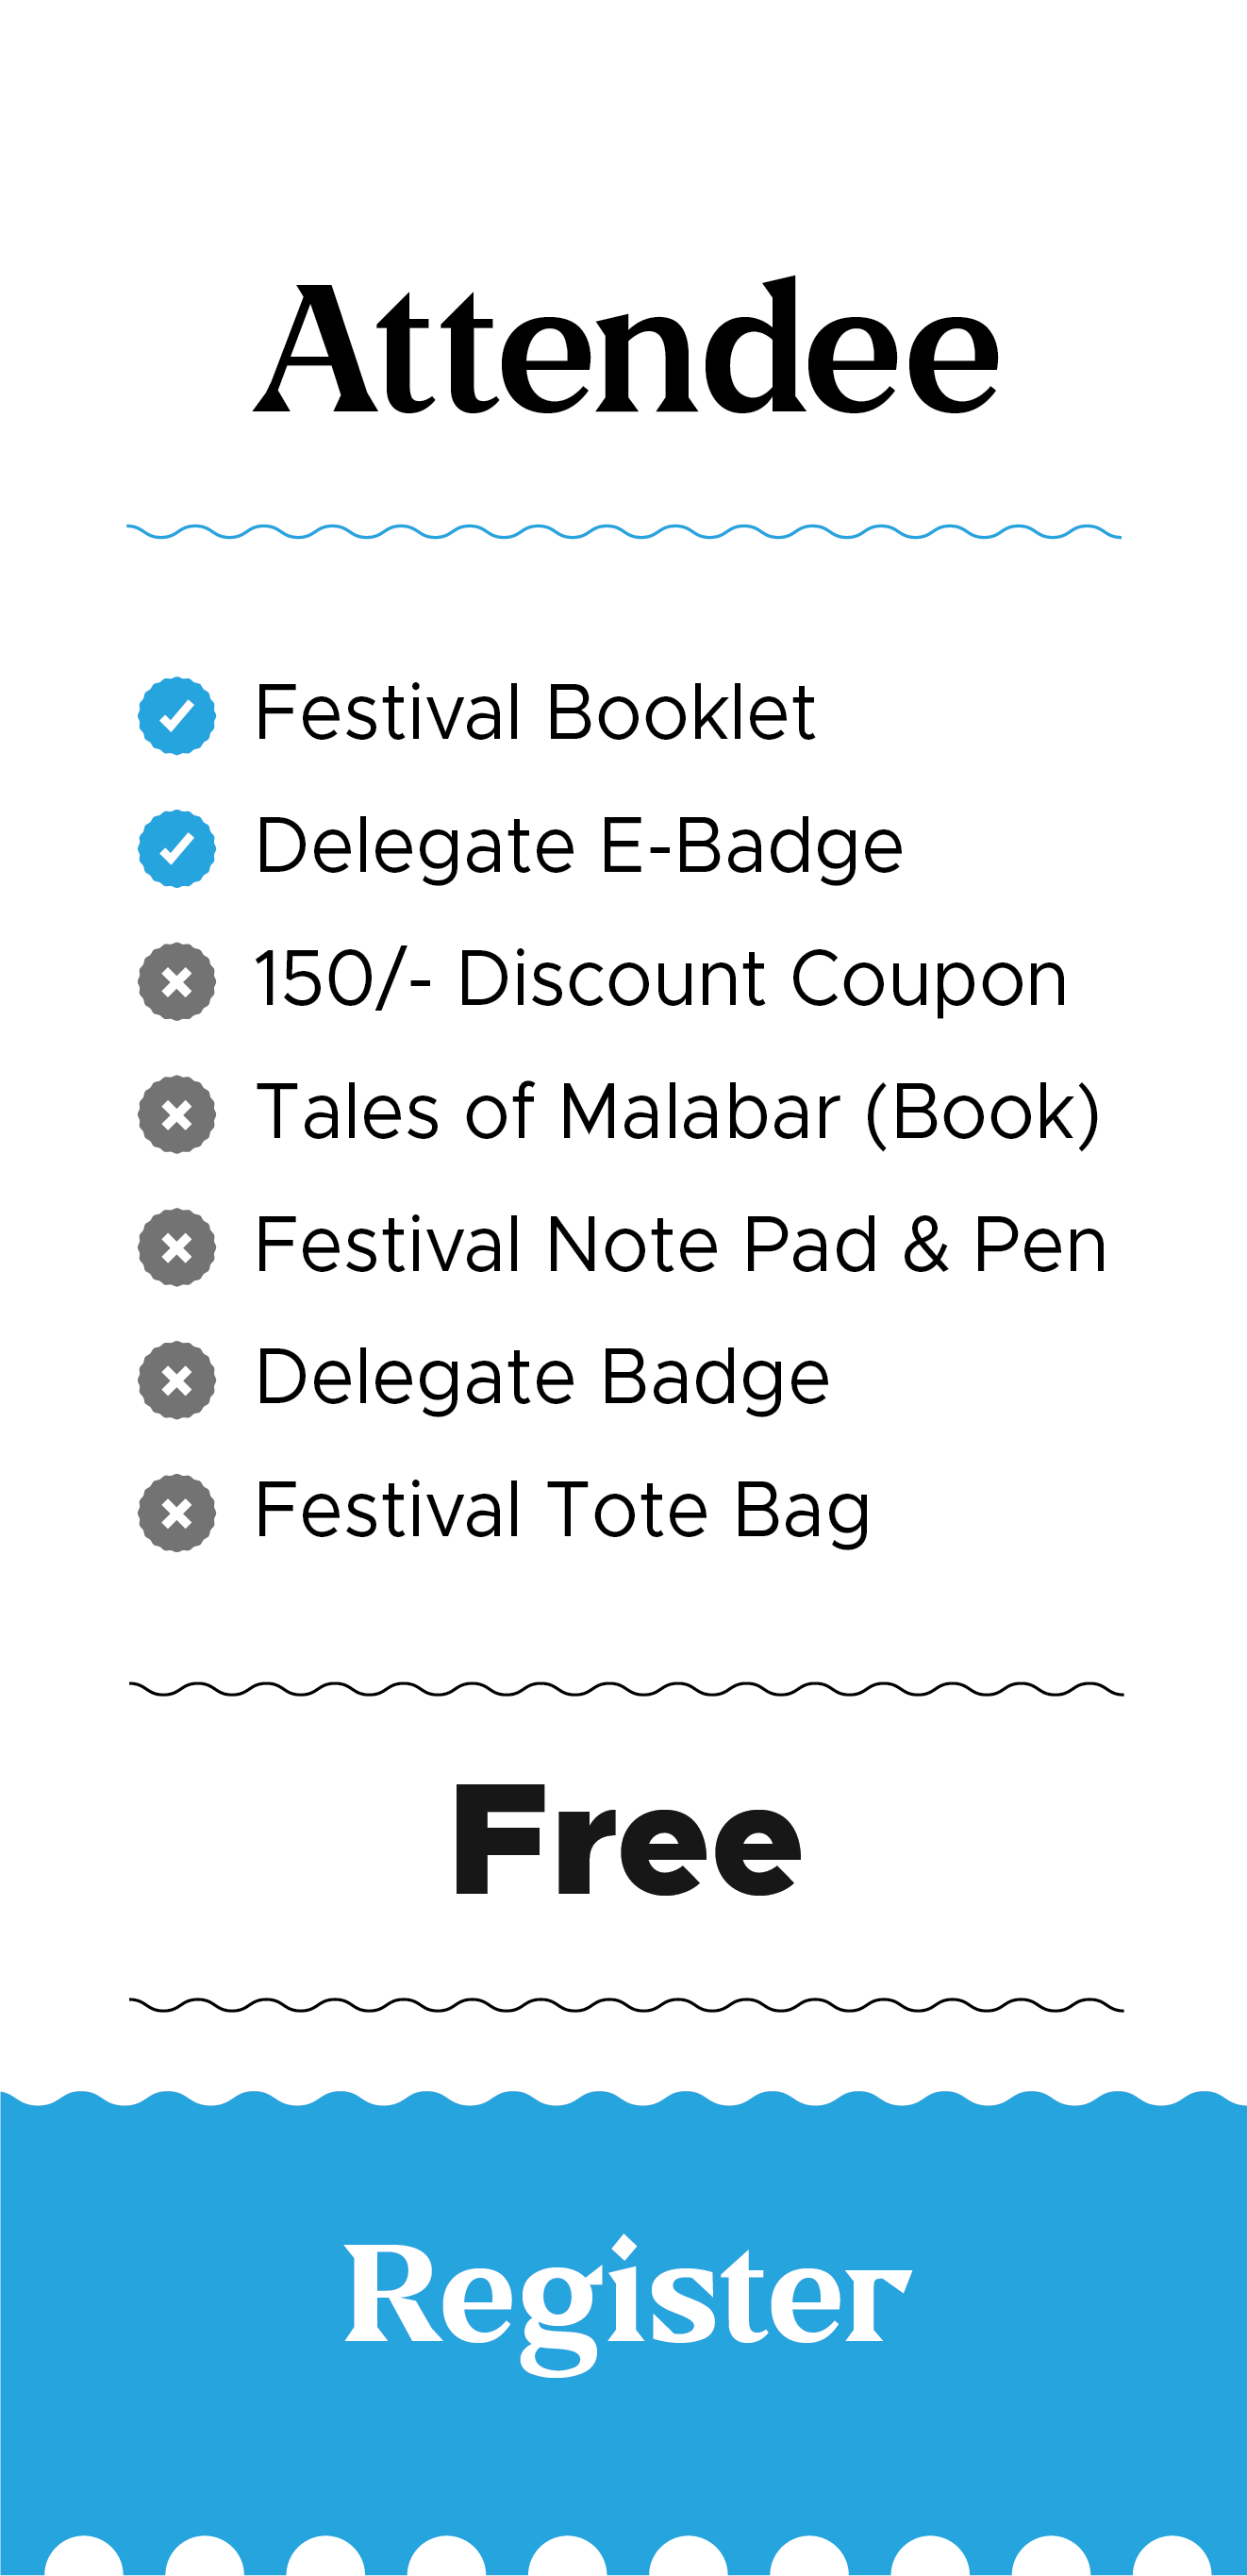 Attendee
Festival Booklet
Delegate E-Badge
150/- Discount Coupon
Tales of Malabar (Book)
Festival Note Pad & Pen
Delegate Badge
Festival Tote Bag
Free
Register